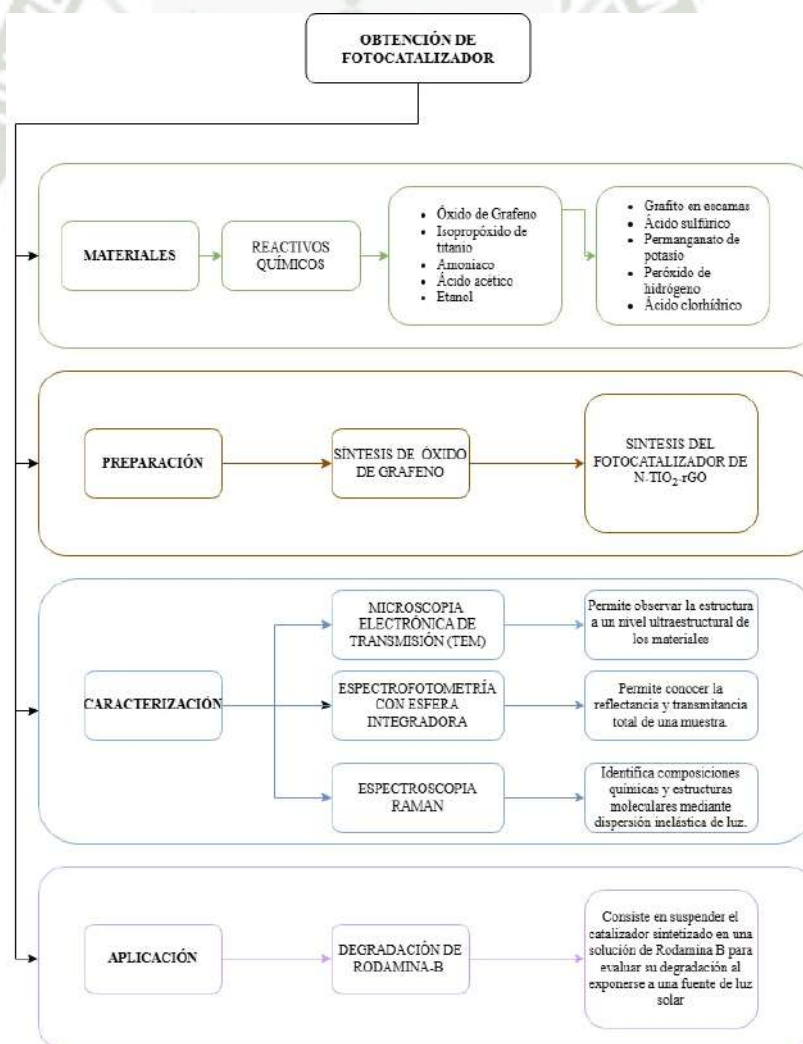 OBTENCIÓN DE
FOTOCATALIZADOR
MATERIALES
REACTIVOS
QUÍMICOS
• Óxido de Grafeno
• Isopropóxido de
titanio
• Amoniaco
• Ácido acético
• Etanol
• Grafito en escamas
• Ácido sulfúrico
• Permanganato de
potasio
• Peróxido de
hidrógeno
• Ácido clorhídrico
PREPARACIÓN
SÍNTESIS DE ÓXIDO
DE GRAFENO
SINTESIS DEL
FOTOCATALIZADOR DE
N-TIO₂-rGO
CARACTERIZACIÓN
MICROSCOPIA
ELECTRÓNICA DE
TRANSMISIÓN (TEM)
Permite observar la estructura
a un nivel ultraestructural de
los materiales
ESPECTROFOTOMETRÍA
CON ESFERA
INTEGRADORA
Permite conocer la
reflectancia y transmitancia
total de una muestra.
ESPECTROSCOPIA
RAMAN
Identifica composiciones
químicas y estructuras
moleculares mediante
dispersión inelástica de luz.
APLICACIÓN
DEGRADACIÓN DE
RODAMINA-B
Consiste en suspender el
catalizador sintetizado en una
solución de Rodamina B para
evaluar su degradación al
exponerse a una fuente de luz
solar